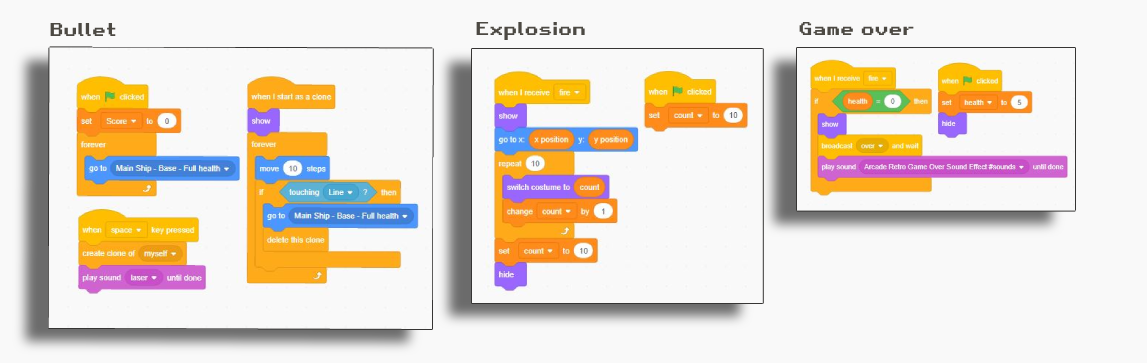 Bullet
when clicked
set Score to 0
forever
go to Main Ship - Base - Full health
when space key pressed
create clone of myself
play sound laser until done
when I start as a clone
show
forever
move 10 steps
if touching Line ? then
go to Main Ship - Base - Full health
delete this clone
Explosion
when I receive fire
show
go to x: x position y: y position
repeat 10
switch costume to count
change count by 1
set count to 10
hide
when clicked
set count to 10
Game over
when I receive fire
if health = 0 then
show
broadcast over and wait
play sound Arcade Retro Game Over Sound Effect #sounds until done
when clicked
set health to 5
hide